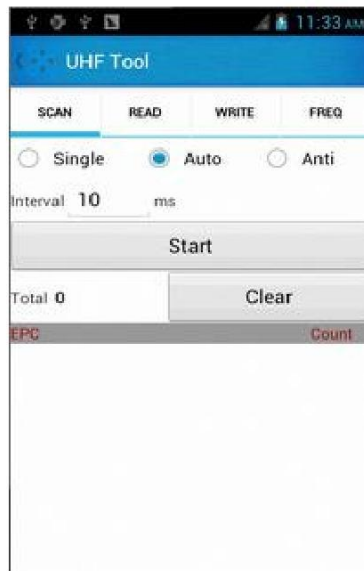 11:33 AM
UHF Tool
SCAN READ WRITE FREQ
Single Auto Anti
Interval 10 ms
Start
Total 0 Clear
EPC Count